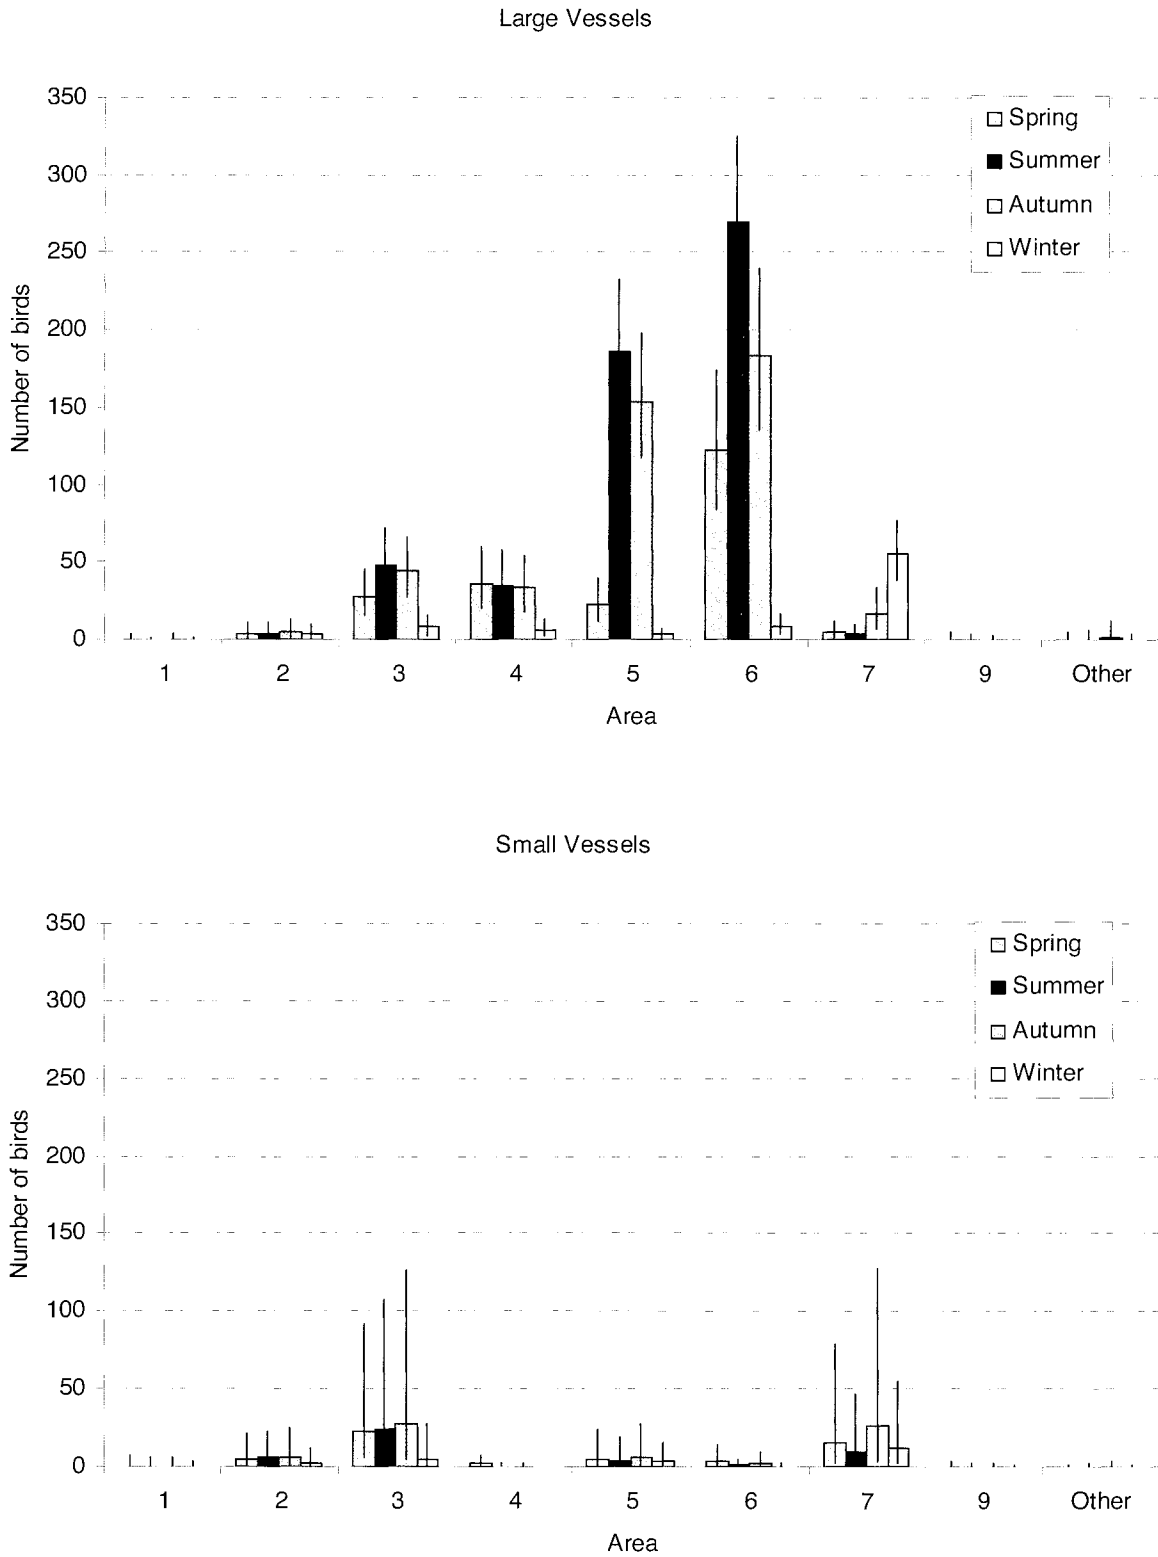 Large Vessels
350
300
250
200
150
100
50
0
Number of birds
Spring
Summer
Autumn
Winter
1 2 3 4 5 6 7 9 Other
Area
Small Vessels
350
300
250
200
150
100
50
0
Number of birds
Spring
Summer
Autumn
Winter
1 2 3 4 5 6 7 9 Other
Area